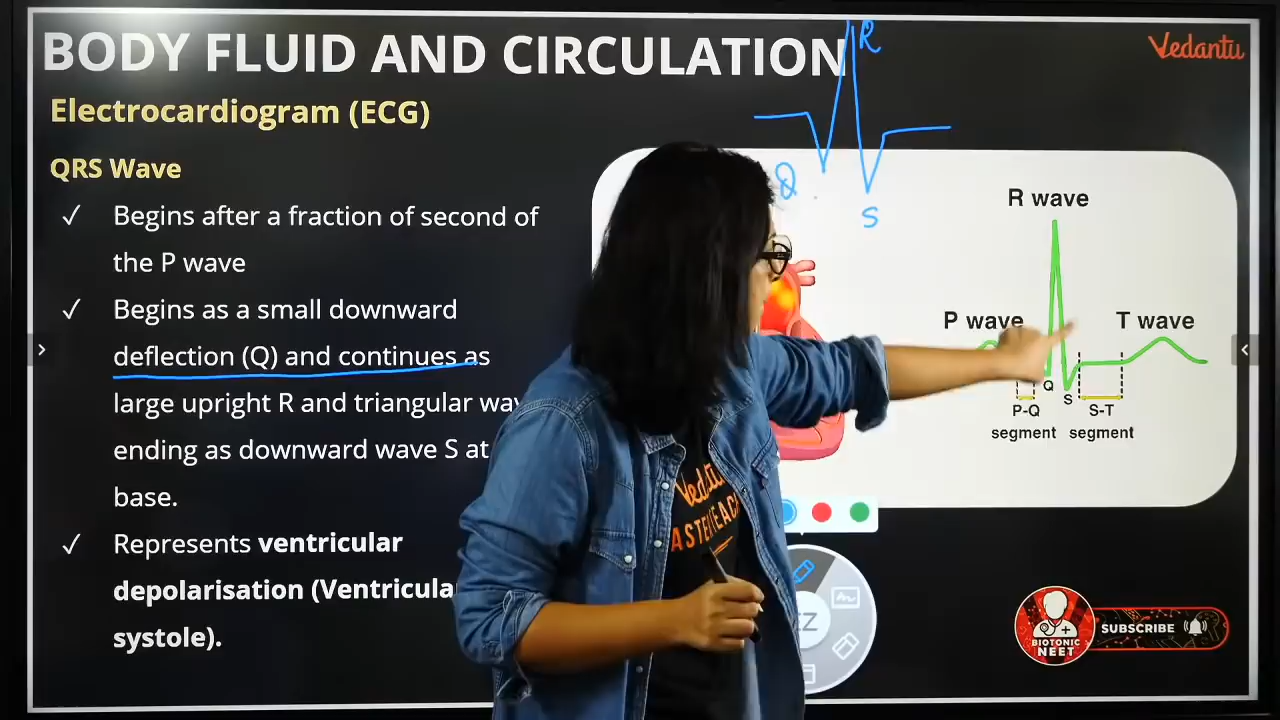 BODY FLUID AND CIRCULATION
R
Vedantu
Electrocardiogram (ECG)
QRS Wave
✓ Begins after a fraction of second of
the P wave
✓ Begins as a small downward
deflection (Q) and continues as
large upright R and triangular
ending as downward wave S at
base.
✓ Represents ventricular
depolarisation
systole).
Q
S
R wave
P wave
T wave
Q
S
P-Q
segment
S-T
segment
Vedantu
SUBSCRIBE
BIOTONIC
NEET